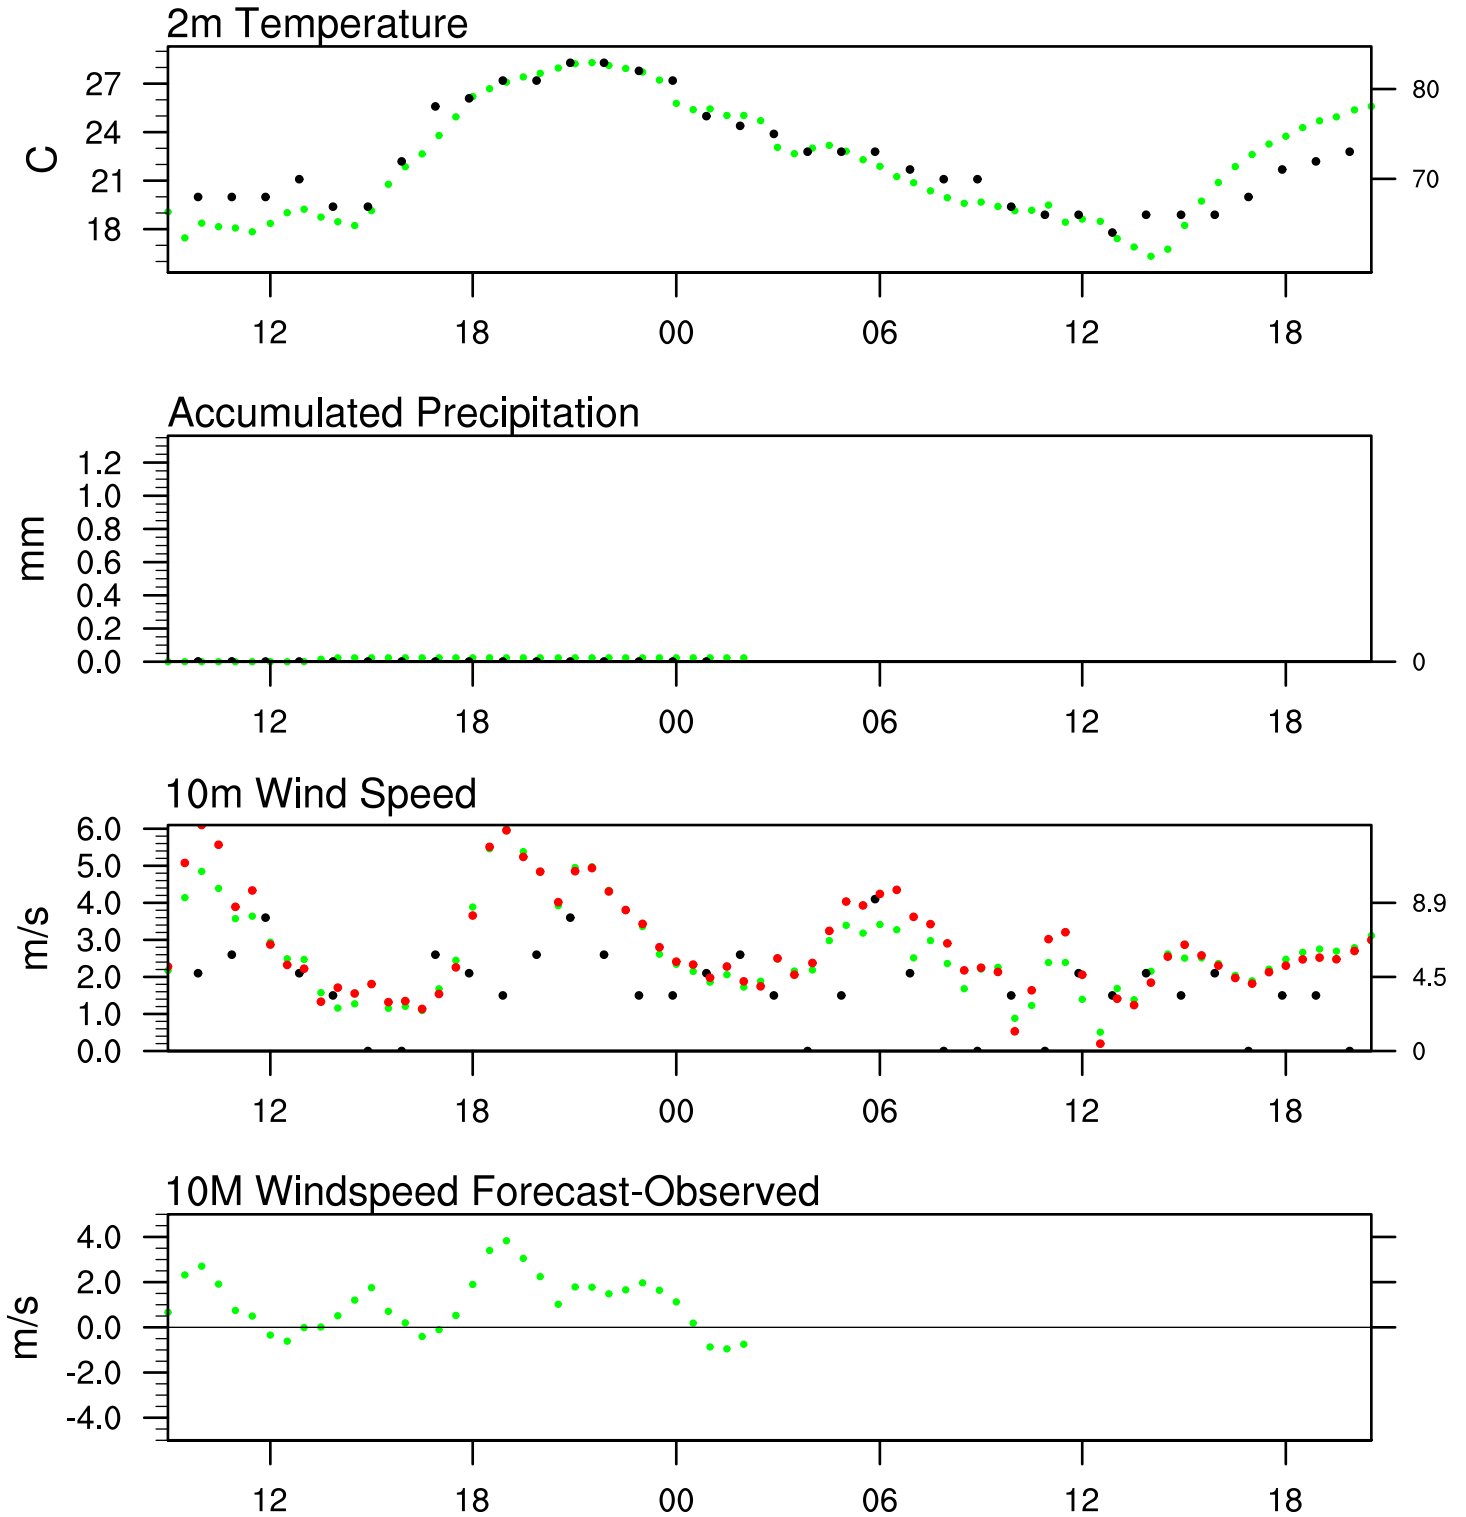 2m Temperature
27
24
21
18
C
80
70
12 18 00 06 12 18
Accumulated Precipitation
1.2
1.0
0.8
0.6
0.4
0.2
0.0
mm
0
12 18 00 06 12 18
10m Wind Speed
6.0
5.0
4.0
3.0
2.0
1.0
0.0
m/s
8.9
4.5
0
12 18 00 06 12 18
10M Windspeed Forecast-Observed
4.0
2.0
0.0
-2.0
-4.0
m/s
12 18 00 06 12 18